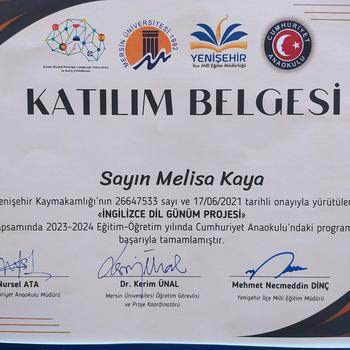 MERSİN ÜNİVERSİTESİ 1992
YENİŞEHİR
İlçe Milli Eğitim Müdürlüğü
CUMHURİYET
ANAOKULU
KATILIM BELGESİ
Sayın Melisa Kaya
enişehir Kaymakamlığı'nın 26647533 sayı ve 17/06/2021 tarihli onayıyla yürütülen
«İNGİLİZCE DİL GÜNÜM PROJESİ»
apsamında 2023-2024 Eğitim-Öğretim yılında Cumhuriyet Anaokulu'ndaki program
başarıyla tamamlamıştır.
Nursel ATA
uriyet Anaokulu Müdürü
Dr. Kerim ÜNAL
Mersin Üniversitesi Öğretim Görevlisi
ve Proje Koordinatörü
Mehmet Necmeddin DİNÇ
Yenişehir İlçe Milli Eğitim Müdürü